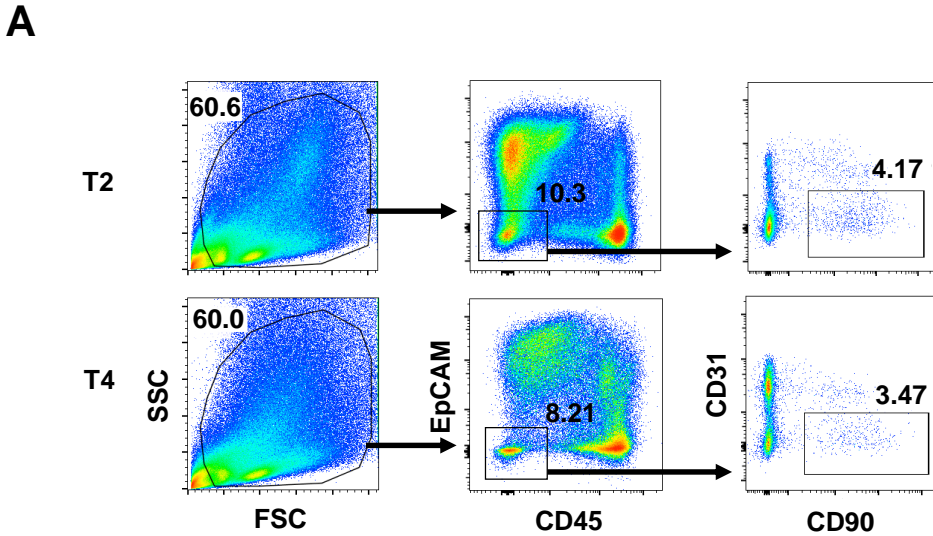 A
T2
60.6
10.3
4.17
T4
60.0
8.21
3.47
SSC
EpCAM
CD31
FSC
CD45
CD90